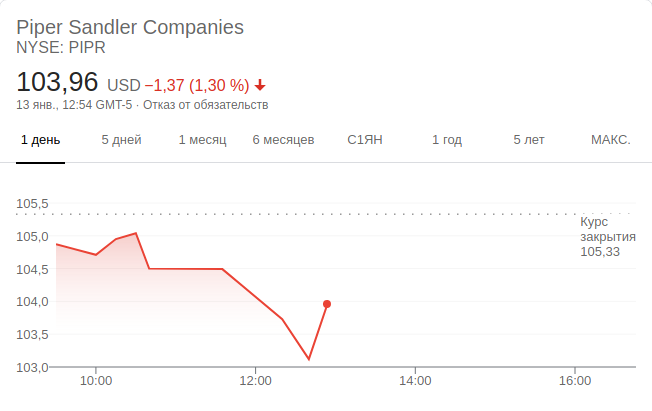 Piper Sandler Companies
NYSE: PIPR
103,96 USD −1,37 (1,30 %)
13 янв., 12:54 GMT-5 · Отказ от обязательств
1 день 5 дней 1 месяц 6 месяцев С1ЯН 1 год 5 лет МАКС.
105,5
105,0
104,5
104,0
103,5
103,0
Курс
закрытия
105,33
10:00 12:00 14:00 16:00